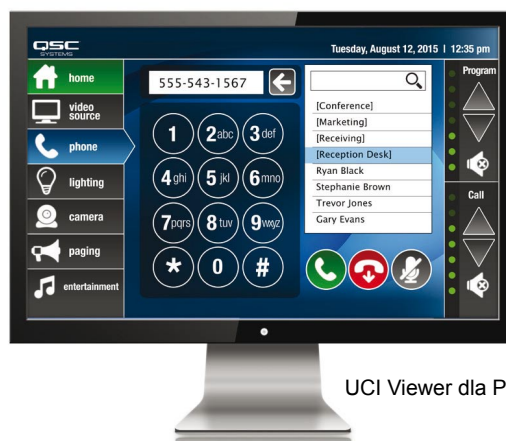 QSC
SYSTEMS
Tuesday, August 12, 2015 | 12:35 pm
home
video
source
phone
lighting
camera
paging
entertainment
555-543-1567
1 2abc 3def
4ghi 5jkl 6mno
7pqrs 8tuv 9wxyz
* 0 #
[Conference]
[Marketing]
[Receiving]
[Reception Desk]
Ryan Black
Stephanie Brown
Trevor Jones
Gary Evans
Program
Call
UCI Viewer dla P